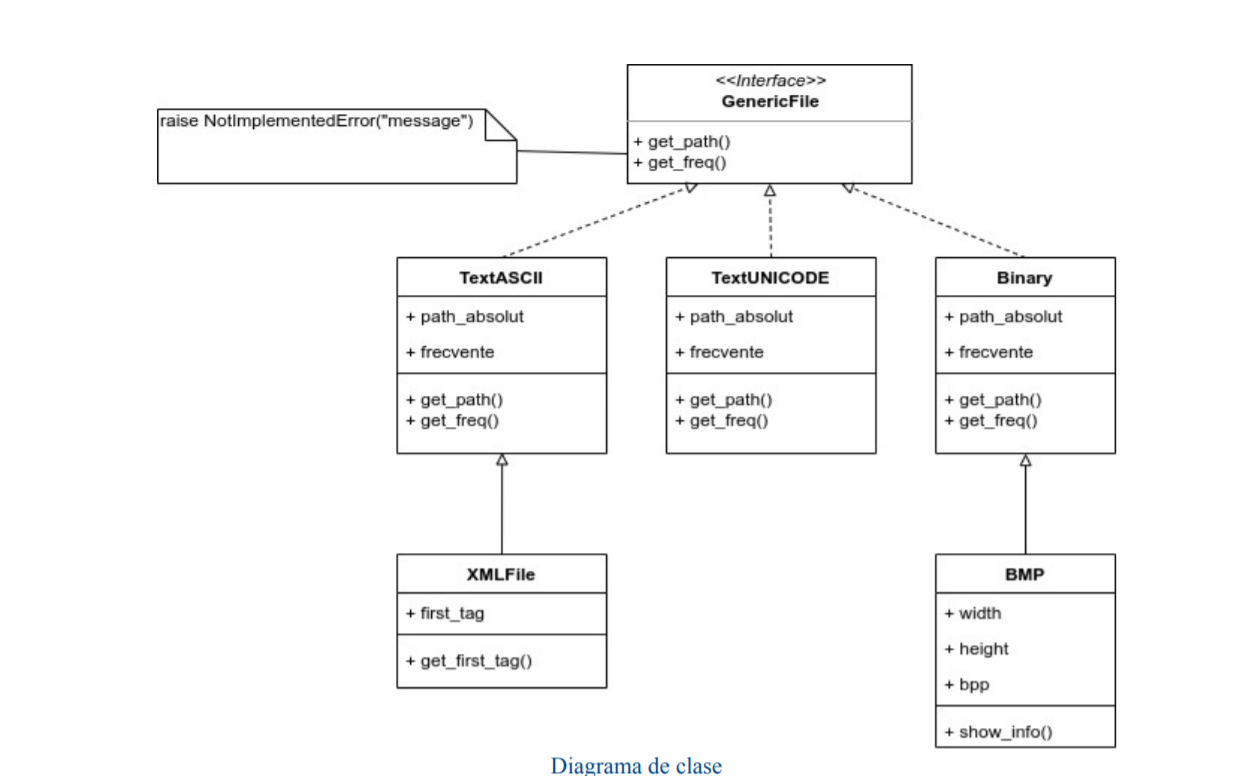 <<Interface>>
GenericFile
raise NotImplementedError("message")
+ get_path()
+ get_freq()
TextASCII
+ path_absolut
+ frecvente
+ get_path()
+ get_freq()
TextUNICODE
+ path_absolut
+ frecvente
+ get_path()
+ get_freq()
Binary
+ path_absolut
+ frecvente
+ get_path()
+ get_freq()
XMLFile
+ first_tag
+ get_first_tag()
BMP
+ width
+ height
+ bpp
+ show_info()
Diagrama de clase